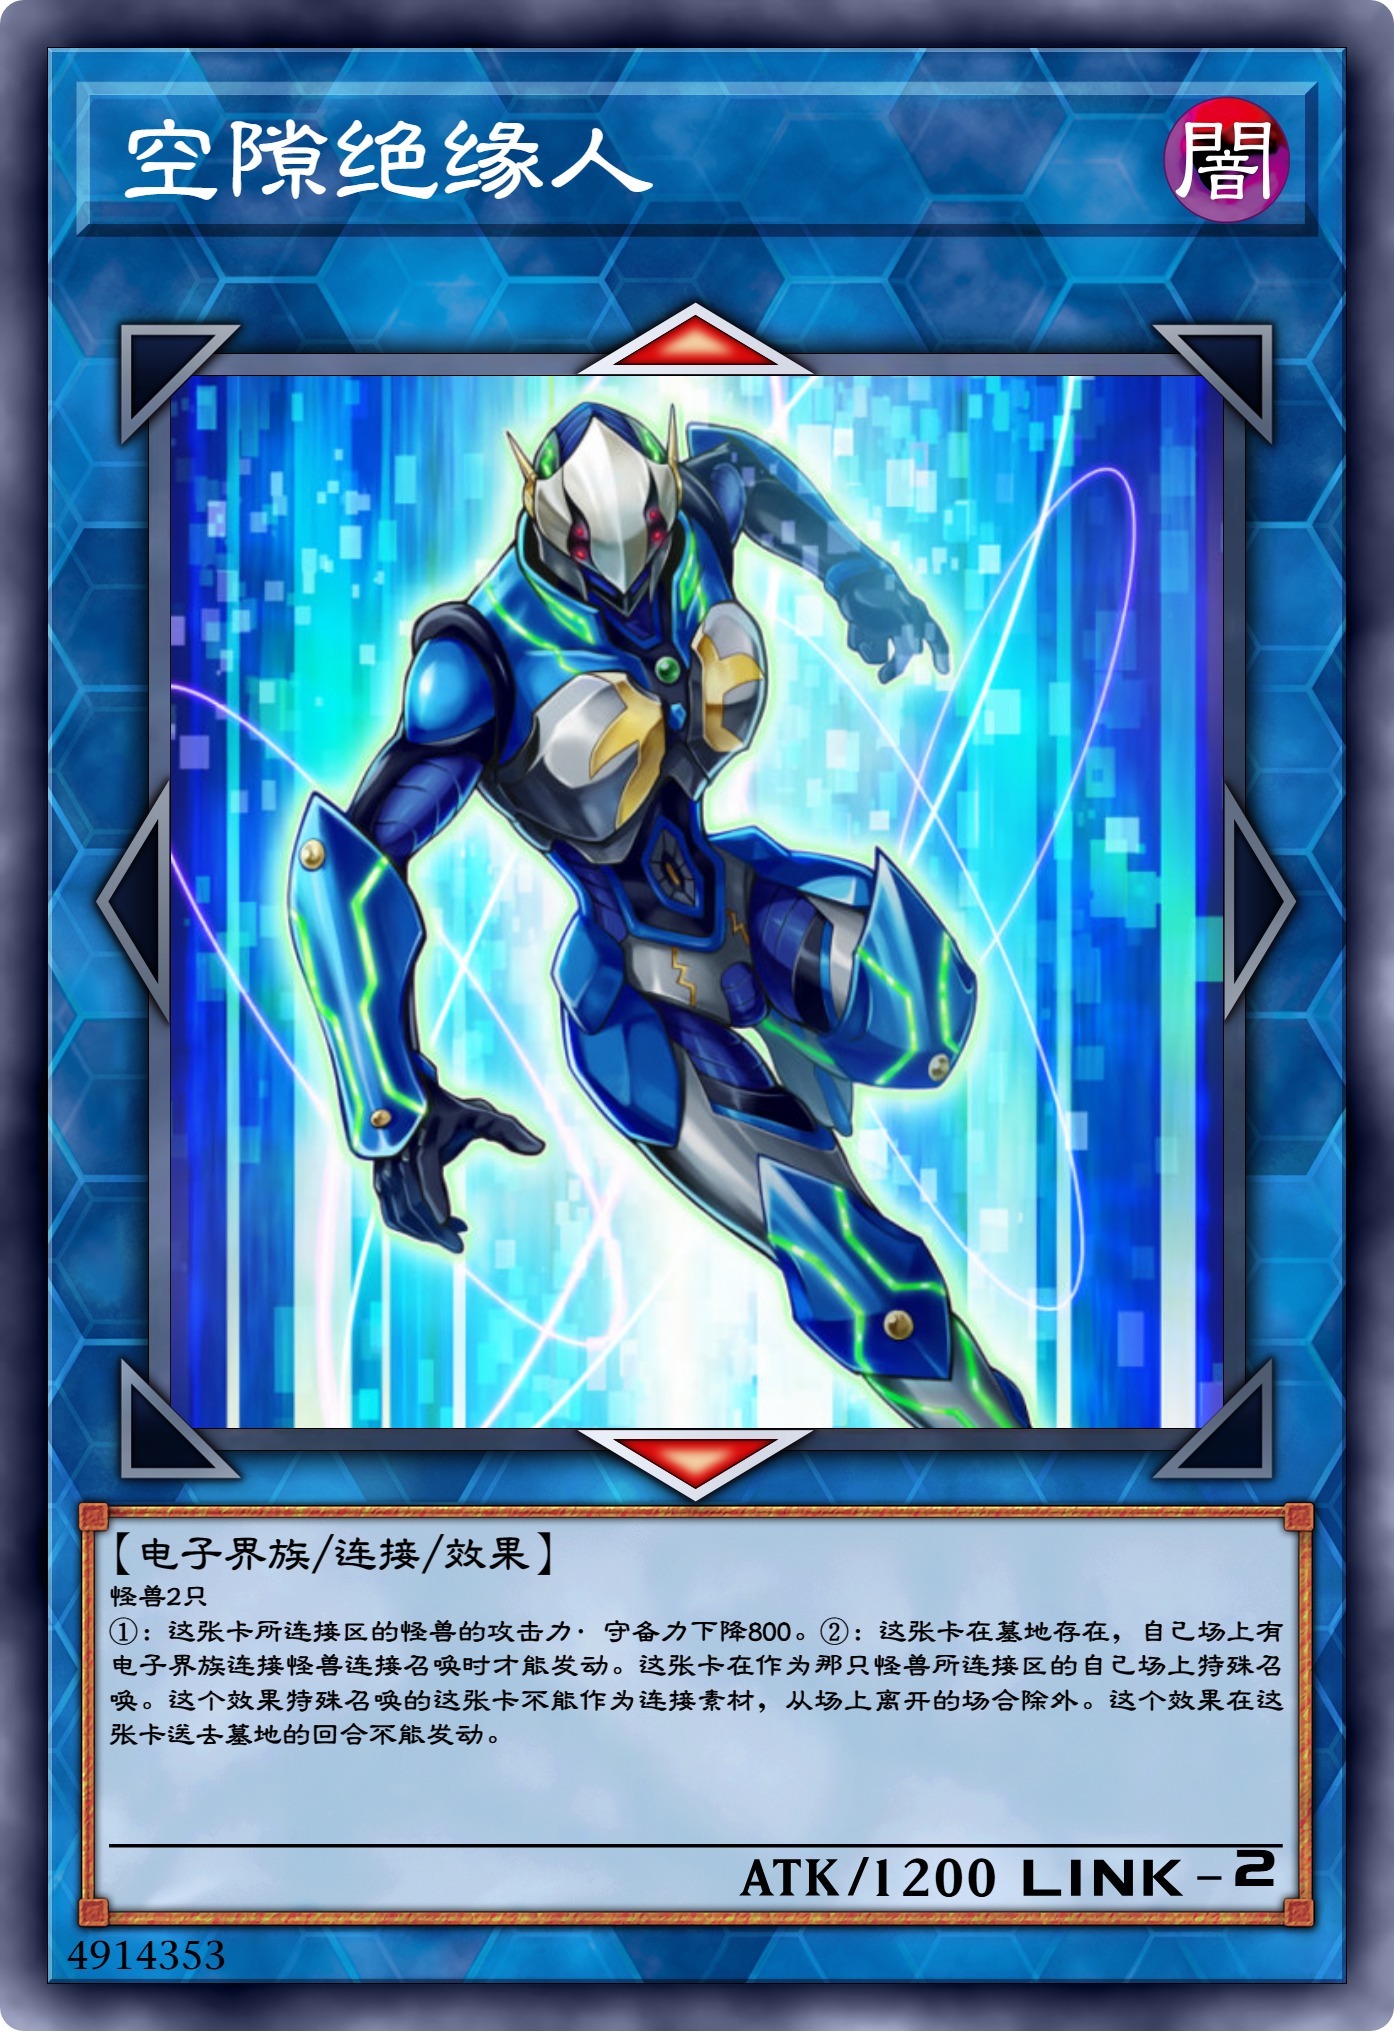 空隙绝缘人
闇
【电子界族/连接/效果】
怪兽2只
①：这张卡所连接区的怪兽的攻击力·守备力下降800。②：这张卡在墓地存在，自己场上有
电子界族连接怪兽连接召唤时才能发动。这张卡在作为那只怪兽所连接区的自己场上特殊召
唤。这个效果特殊召唤的这张卡不能作为连接素材，从场上离开的场合除外。这个效果在这
张卡送去墓地的回合不能发动。
ATK/1200 LINK-2
4914353